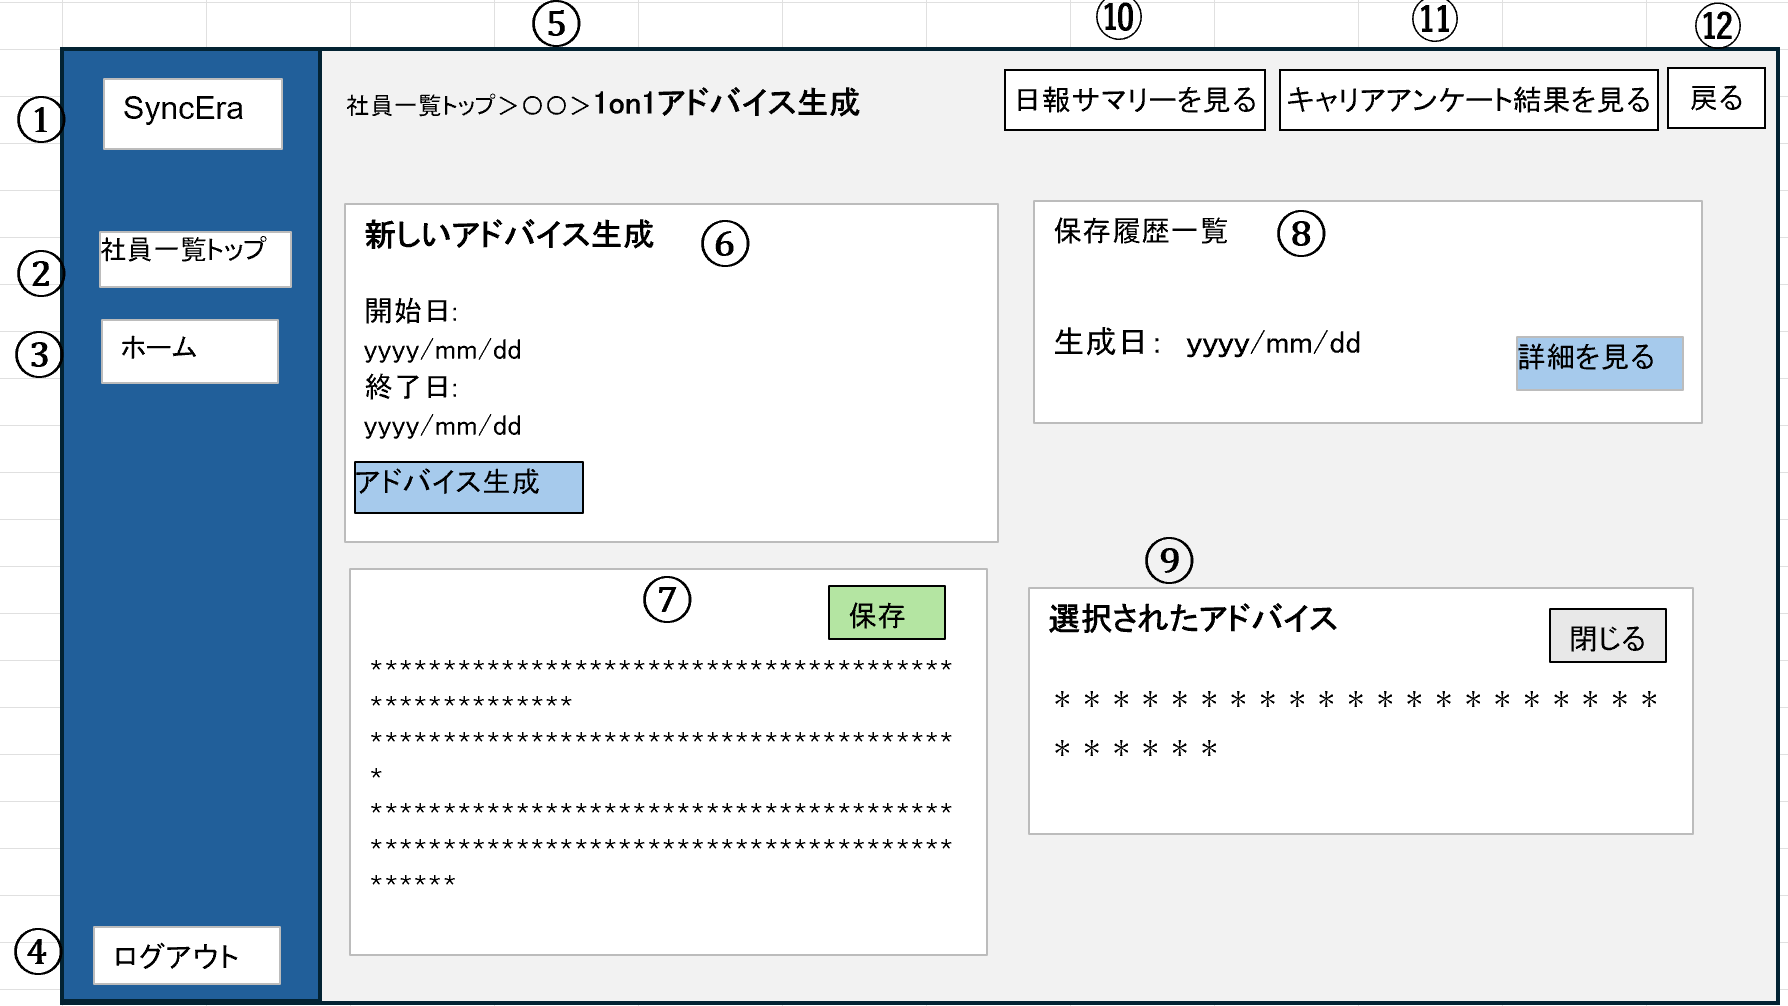 ⑤
⑩
⑪
⑫
①
SyncEra
社員一覧トップ＞〇〇＞1on1アドバイス生成
日報サマリーを見る
キャリアアンケート結果を見る
戻る
②
社員一覧トップ
③
ホーム
④
ログアウト
新しいアドバイス生成
⑥
開始日:
yyyy/mm/dd
終了日:
yyyy/mm/dd
アドバイス生成
⑦
保存
****************************************
**************
****************************************
*
****************************************
****************************************
******
保存履歴一覧
⑧
生成日： yyyy/mm/dd
詳細を見る
⑨
選択されたアドバイス
閉じる
＊＊＊＊＊＊＊＊＊＊＊＊＊＊＊＊＊＊＊＊＊
＊＊＊＊＊＊